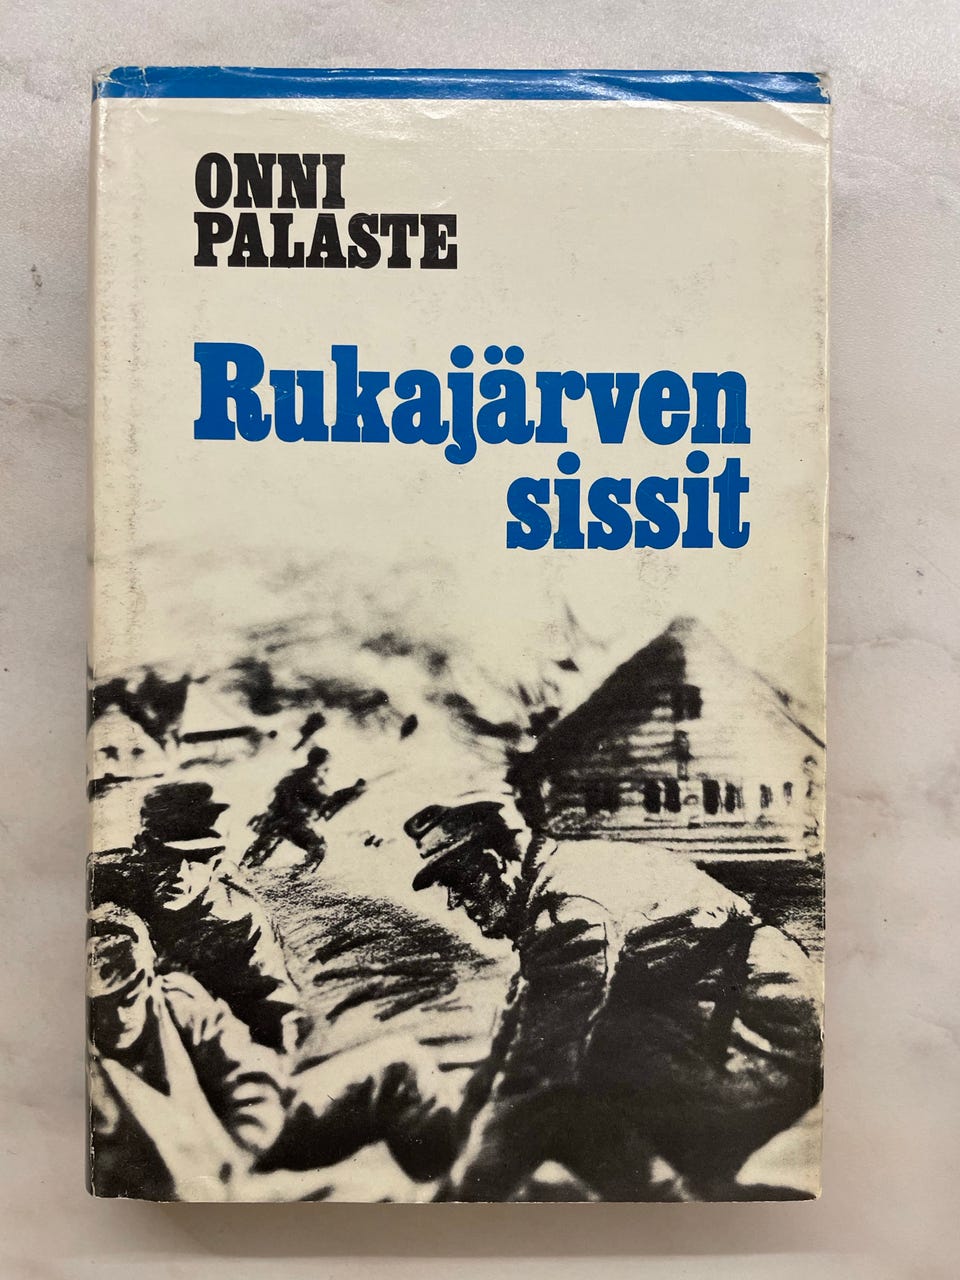 ONNI
PALASTE
Rukajärven
sissit